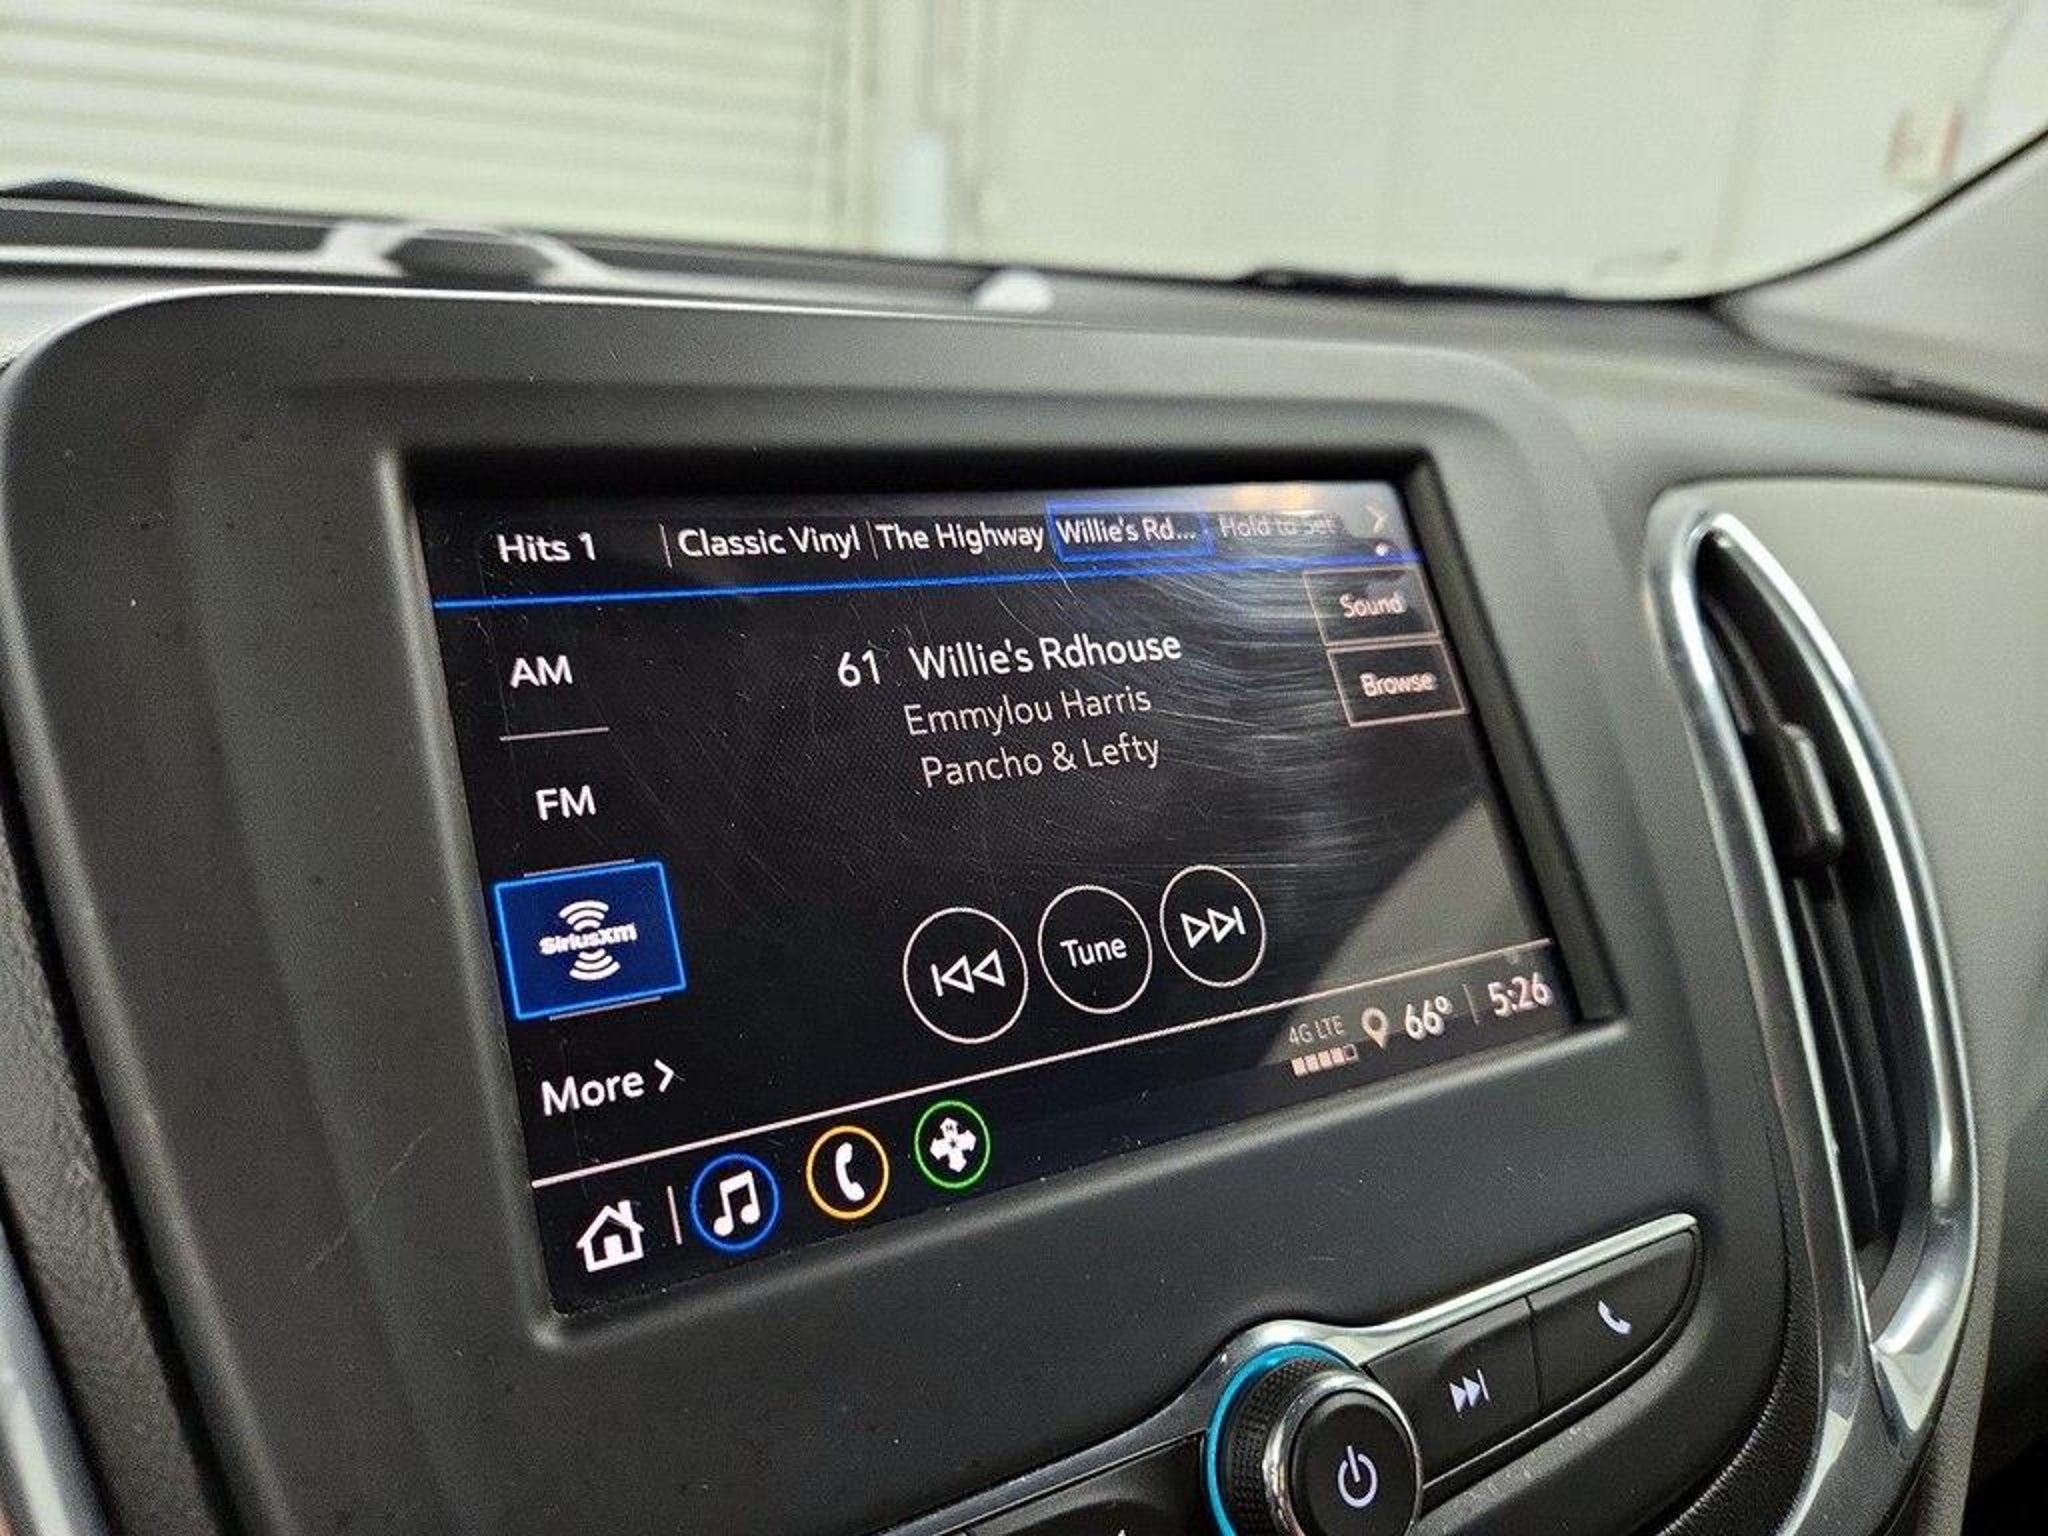 Hits 1
Classic Vinyl
The Highway
Willie's Rd...
Hold to Set
Sound
AM
61 Willie's Rdhouse
Browse
Emmylou Harris
Pancho & Lefty
FM
SiriusXM
Tune
More
4G LTE
66°
5:26